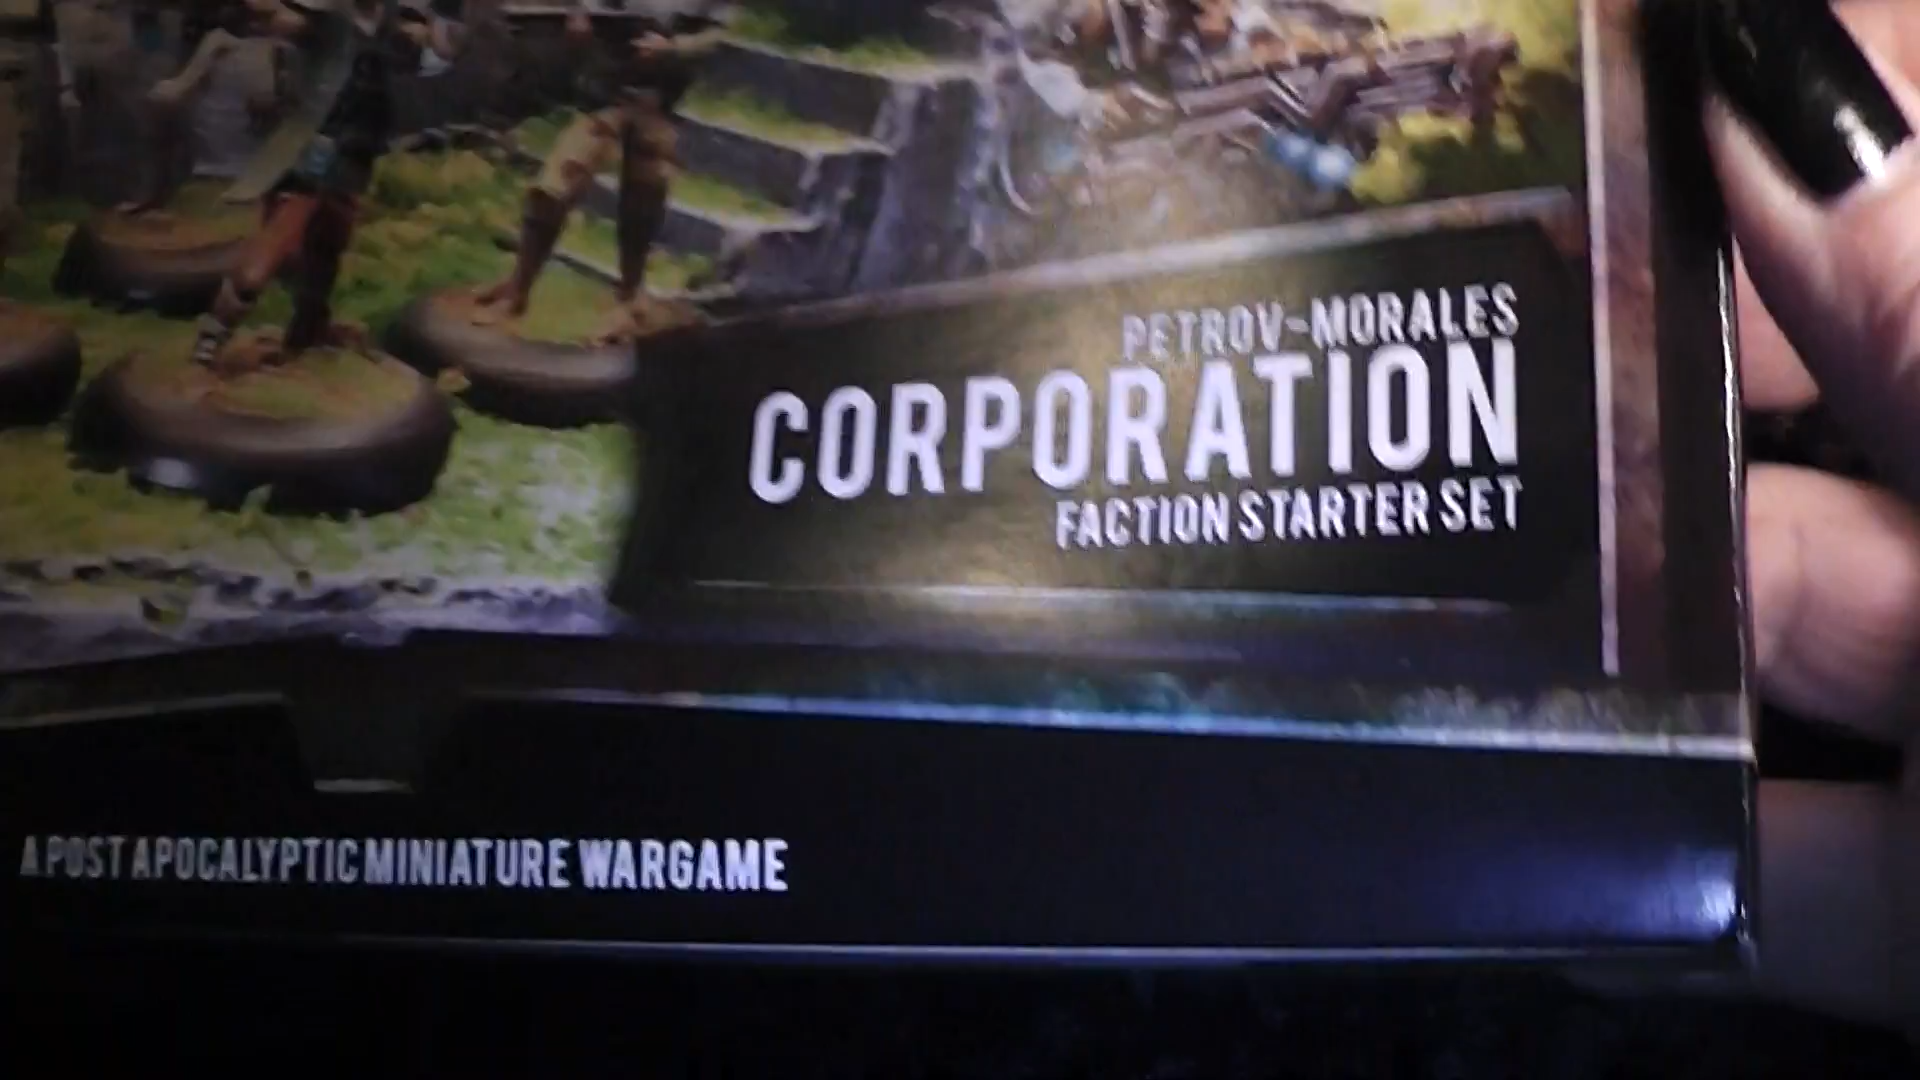 PETROV-MORALES
CORPORATION
FACTION STARTER SET
A POST APOCALYPTIC MINIATURE WARGAME